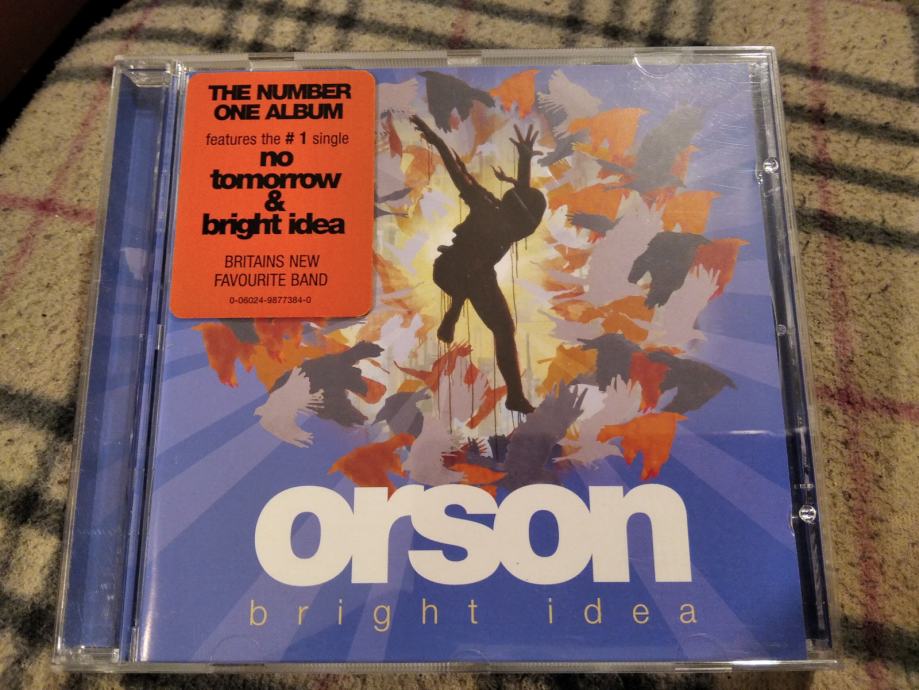 THE NUMBER
ONE ALBUM
features the # 1 single
no
tomorrow
&
bright idea
BRITAINS NEW
FAVOURITE BAND
0-06024-9877384-0
orson
bright idea